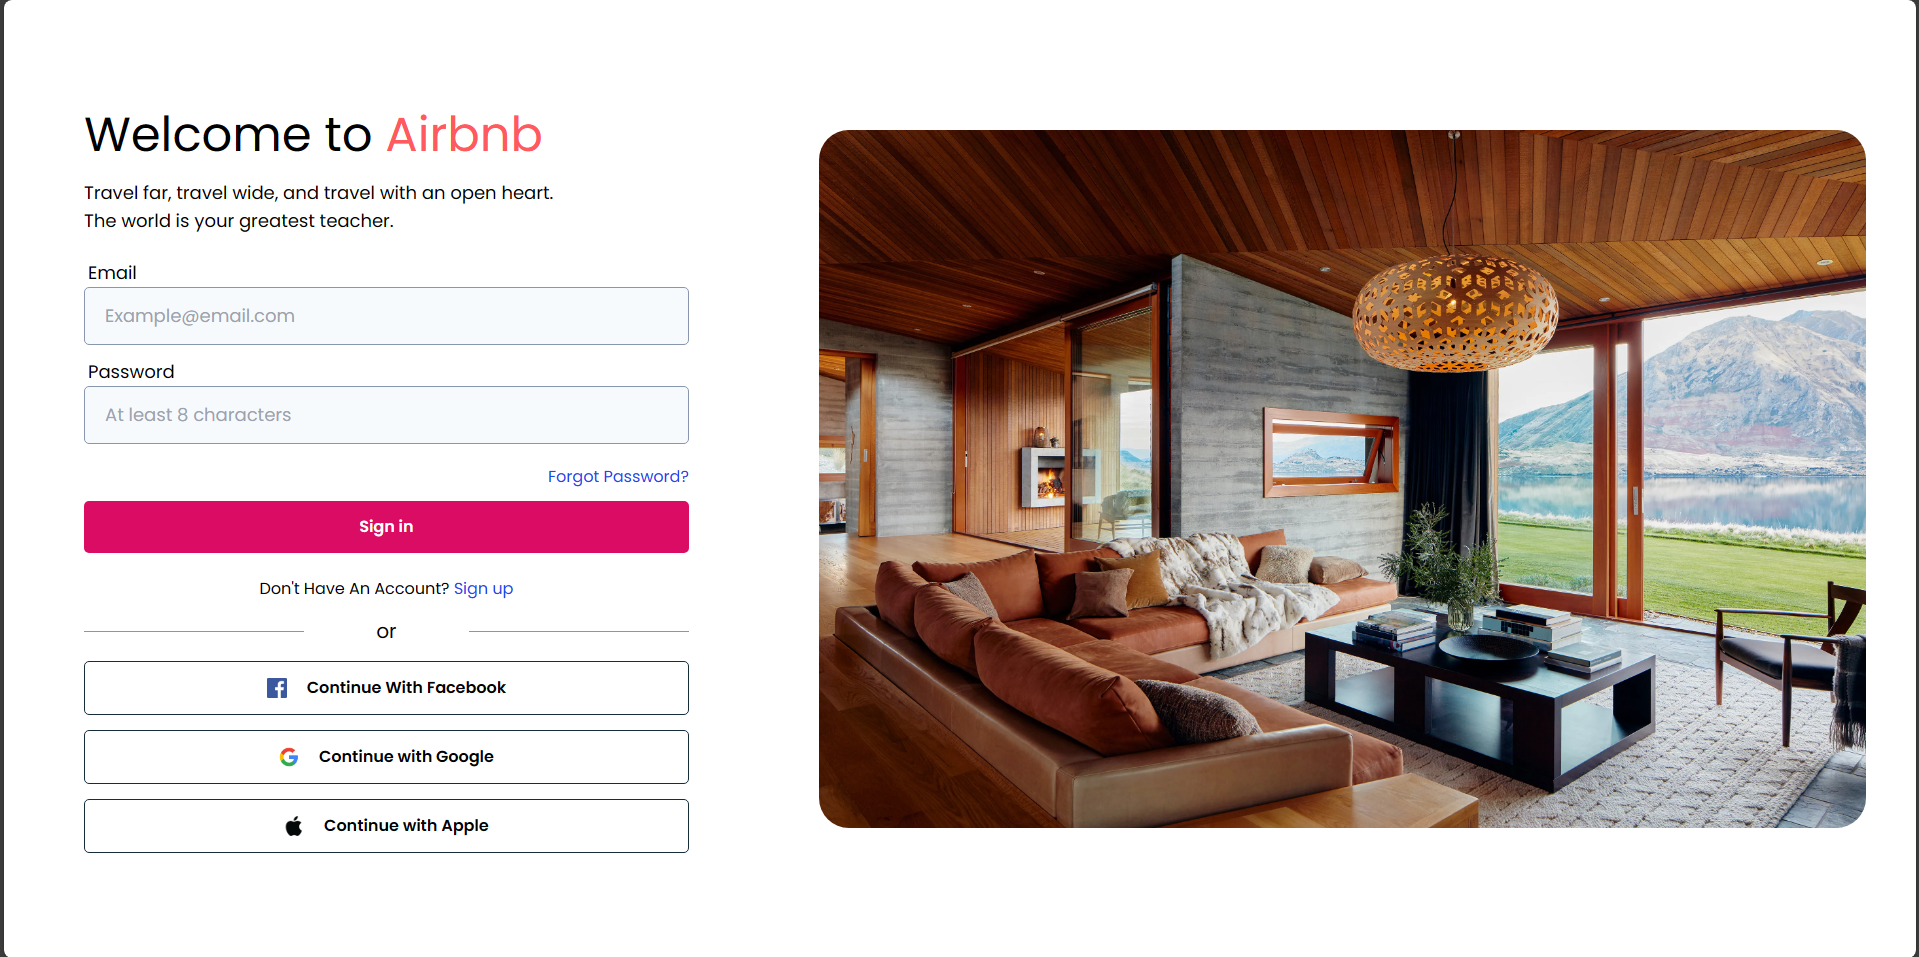 Welcome to Airbnb
Travel far, travel wide, and travel with an open heart.
The world is your greatest teacher.
Email
Example@email.com
Password
At least 8 characters
Forgot Password?
Sign in
Don't Have An Account? Sign up
or
Continue With Facebook
Continue with Google
Continue with Apple